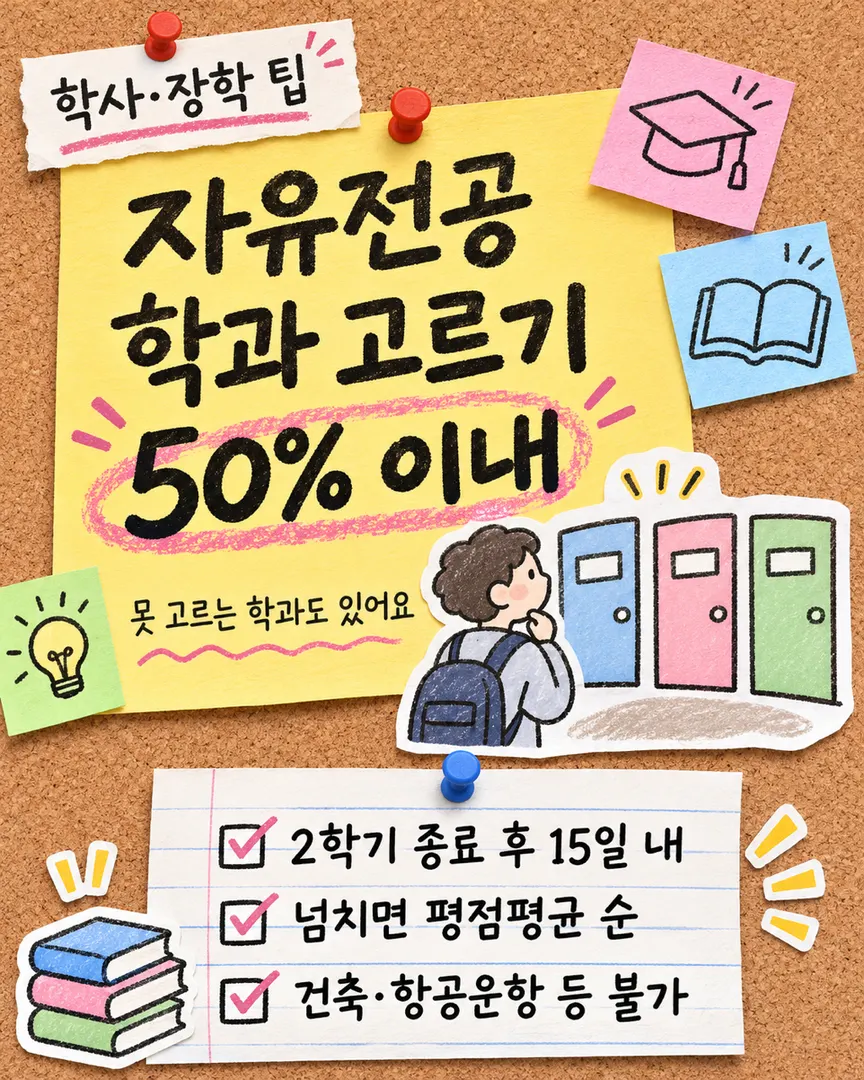 학사·장학 팁
자유전공
학과 고르기
50% 이내
못 고르는 학과도 있어요
2학기 종료 후 15일 내
넘치면 평점평균 순
건축·항공운항 등 불가